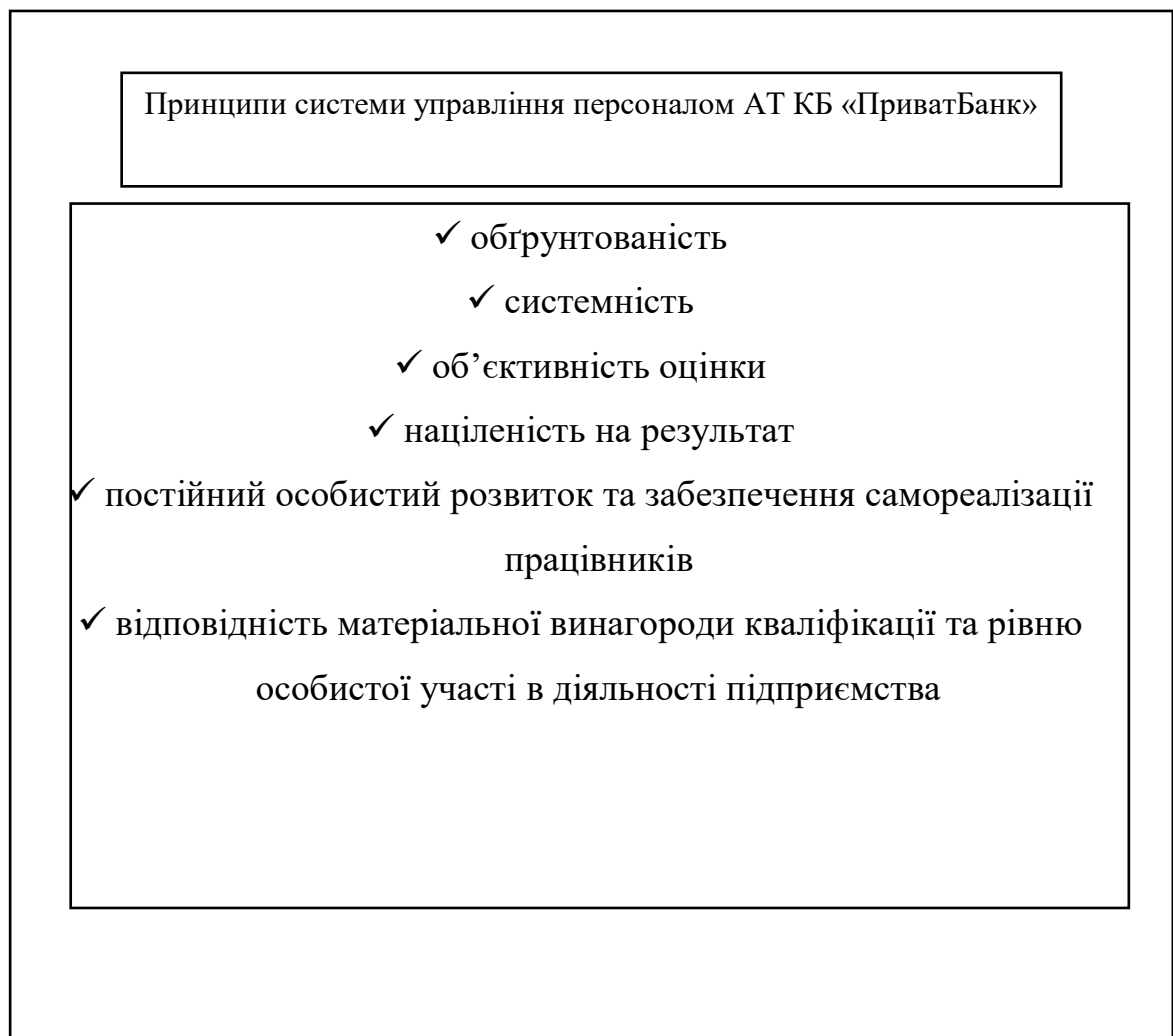 Принципи системи управління персоналом АТ КБ «ПриватБанк»
✓ обґрунтованість
✓ системність
✓ об’єктивність оцінки
✓ націленість на результат
✓ постійний особистий розвиток та забезпечення самореалізації
працівників
✓ відповідність матеріальної винагороди кваліфікації та рівню
особистої участі в діяльності підприємства